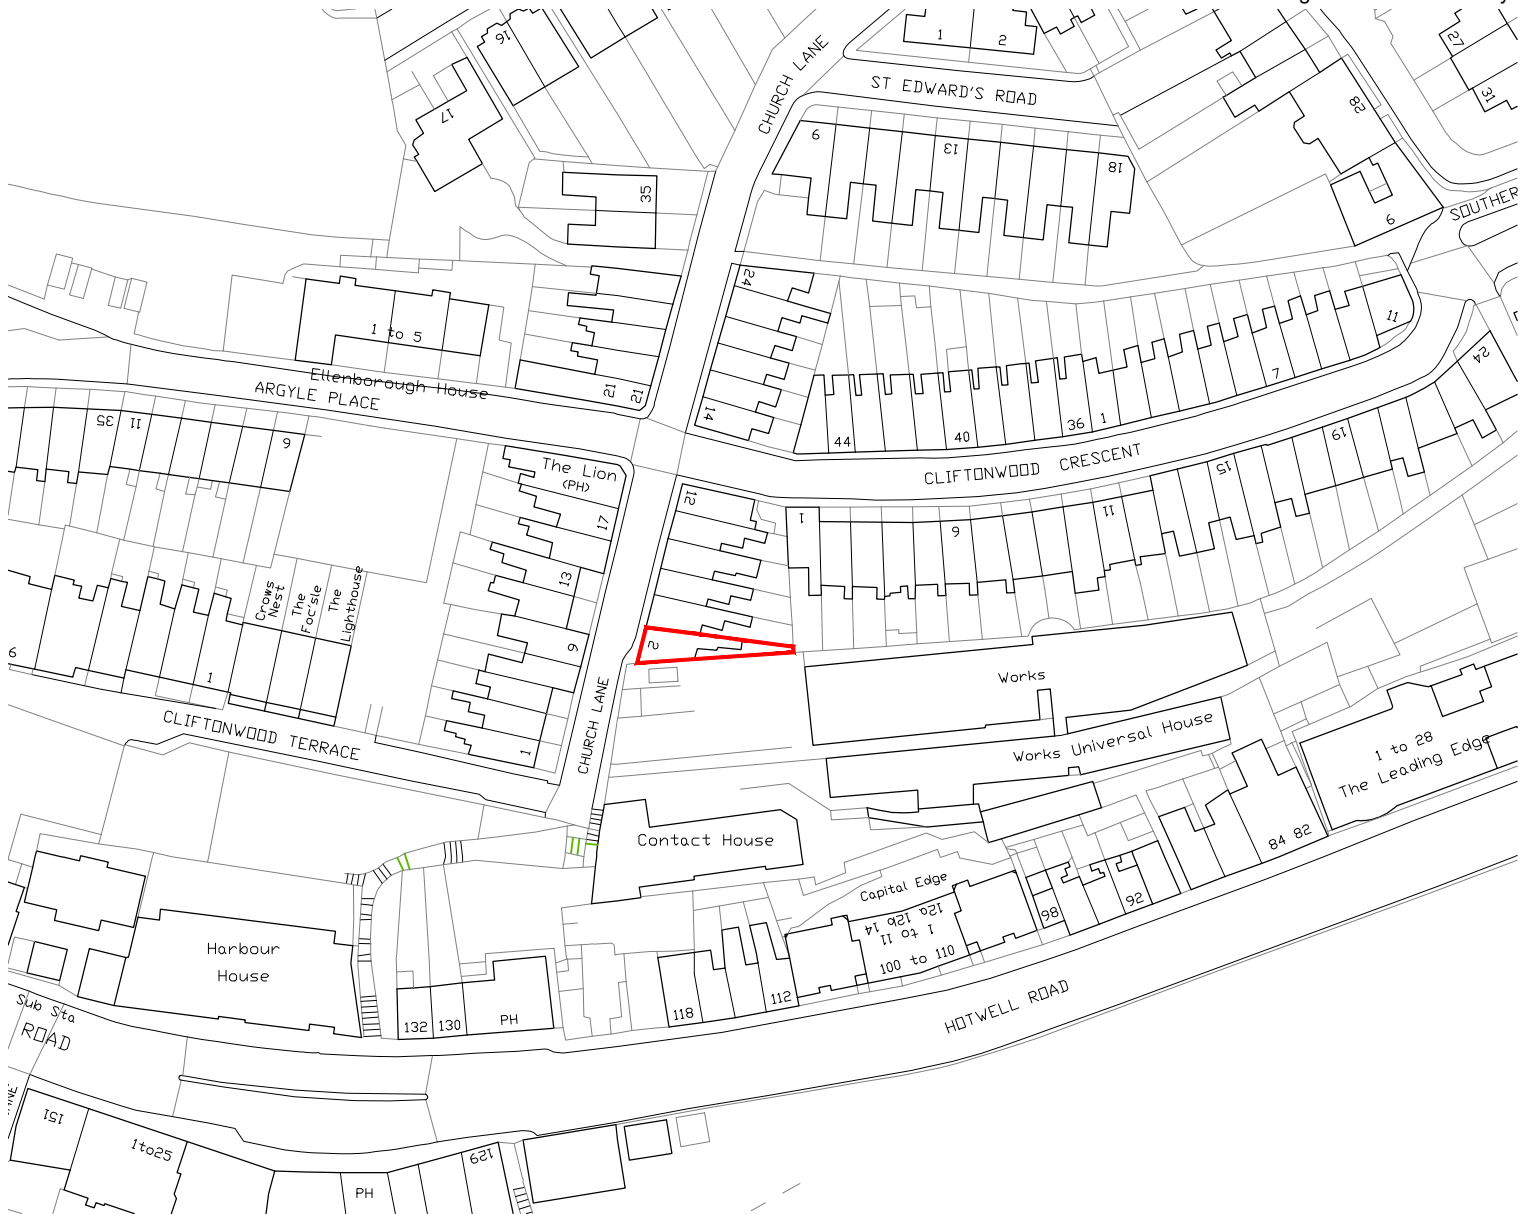 16
CHURCH LANE
1
2
27
ST EDWARD'S ROAD
31
82
17
9
13
18
35
6
SOUTHER
24
1 to 5
11
24
Ellenborough House
21
21
7
ARGYLE PLACE
14
35
11
9
44
40
36
1
19
The Lion
(PH)
CLIFTONWOOD CRESCENT
15
12
17
1
9
11
13
Crows
Nest
The
Foc'sle
The
Lighthouse
6
9
2
1
Works
CHURCH LANE
CLIFTONWOOD TERRACE
1
Works Universal House
1 to 28
The Leading Edge
Contact House
84 82
Capital Edge
98
92
12a 12b 14
1 to 11
100 to 110
Harbour
House
118
112
132
130
PH
Sub Sta
ROAD
HOTWELL ROAD
151
1to25
129
PH